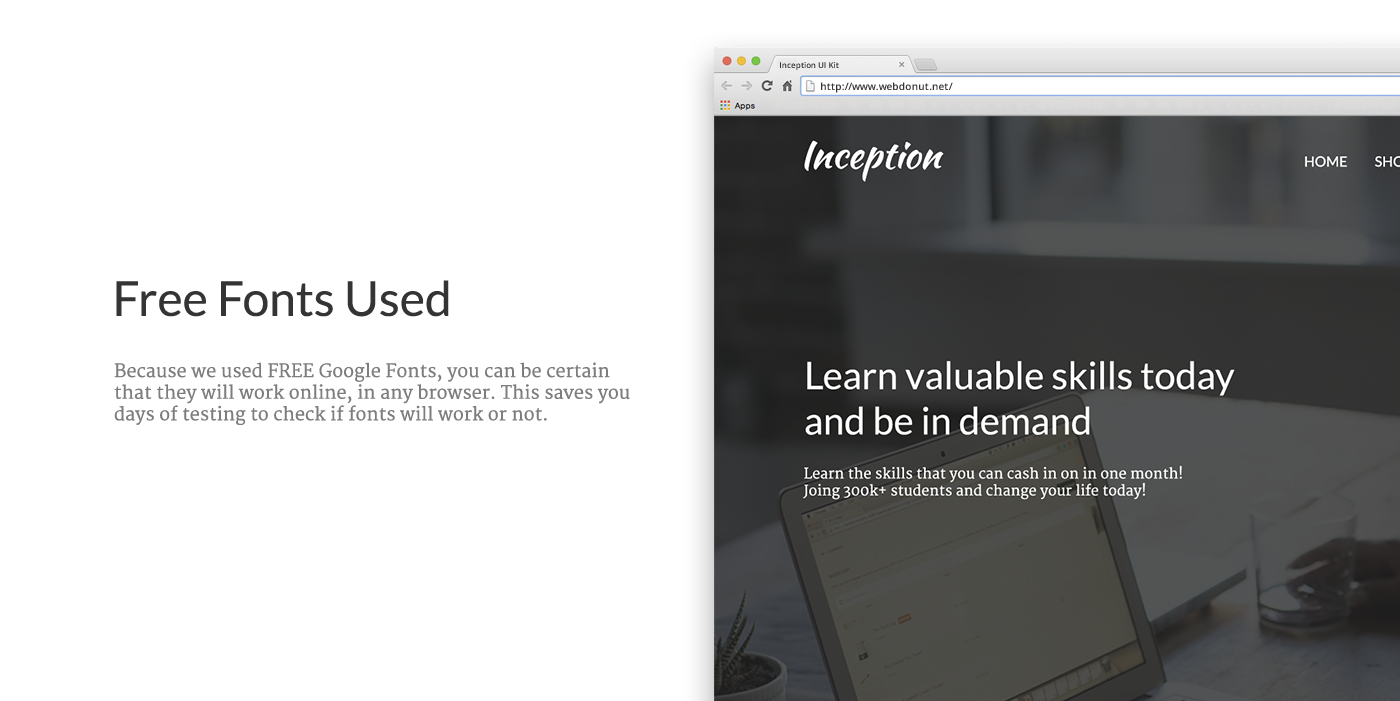 Free Fonts Used
Because we used FREE Google Fonts, you can be certain
that they will work online, in any browser. This saves you
days of testing to check if fonts will work or not.
Inception UI Kit
http://www.webdonut.net/
Apps
Inception
HOME
SHO
Learn valuable skills today
and be in demand
Learn the skills that you can cash in on in one month!
Joing 300k+ students and change your life today!